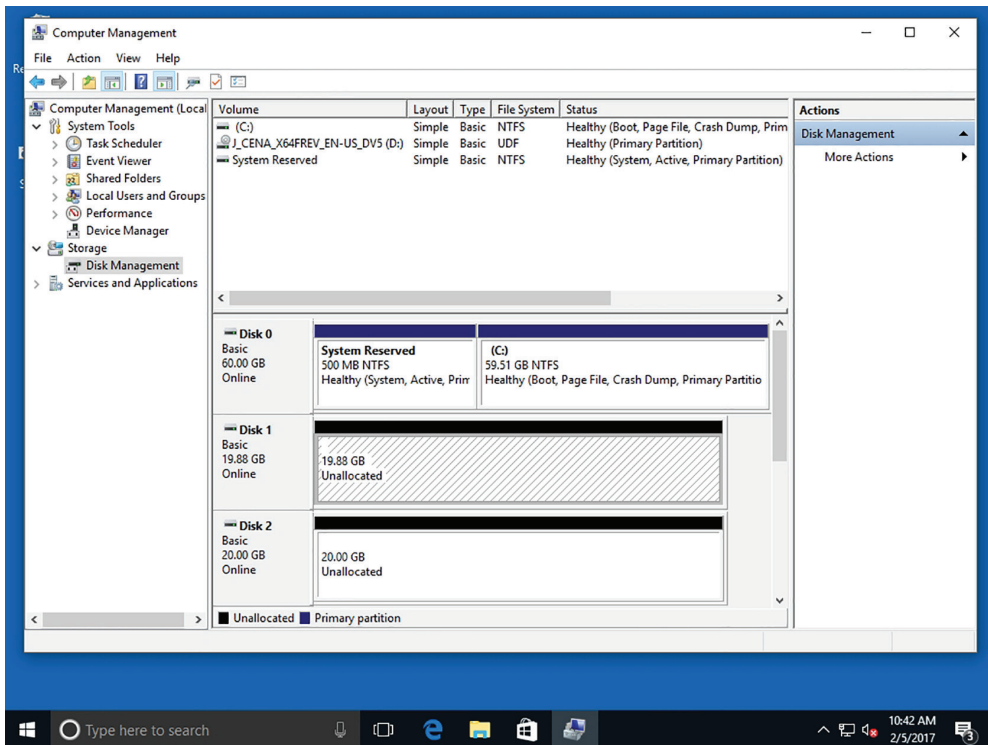 Computer Management
File Action View Help
Computer Management (Local
System Tools
Task Scheduler
Event Viewer
Shared Folders
Local Users and Groups
Performance
Device Manager
Storage
Disk Management
Services and Applications
Volume Layout Type File System Status
(C:) Simple Basic NTFS Healthy (Boot, Page File, Crash Dump, Prim
J_CENA_X64FREV_EN-US_DV5 (D:) Simple Basic UDF Healthy (Primary Partition)
System Reserved Simple Basic NTFS Healthy (System, Active, Primary Partition)
Disk 0
Basic
60.00 GB
Online
System Reserved
500 MB NTFS
Healthy (System, Active, Prim
(C:)
59.51 GB NTFS
Healthy (Boot, Page File, Crash Dump, Primary Partitio
Disk 1
Basic
19.88 GB
Online
19.88 GB
Unallocated
Disk 2
Basic
20.00 GB
Online
20.00 GB
Unallocated
Unallocated Primary partition
Actions
Disk Management
More Actions
Type here to search
10:42 AM
2/5/2017
3